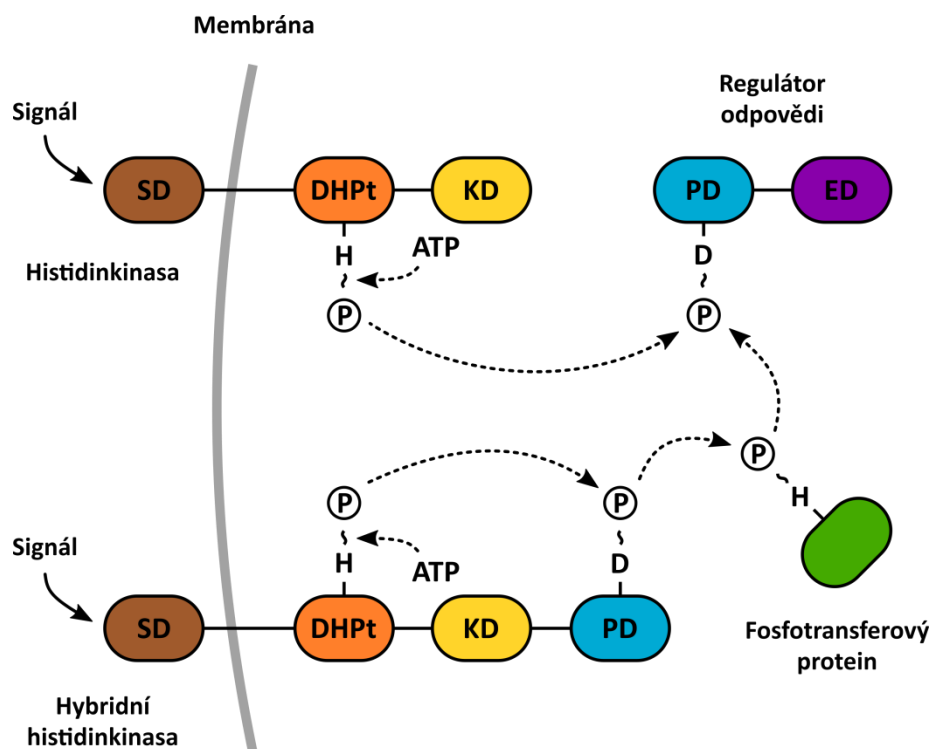 Membrána
Signál
Regulátor
odpovědi
SD
DHPt
KD
PD
ED
H
ATP
D
Histidinkinasa
P
P
P
P
P
H
H
ATP
D
Signál
SD
DHPt
KD
PD
Fosfotransferový
protein
Hybridní
histidinkinasa